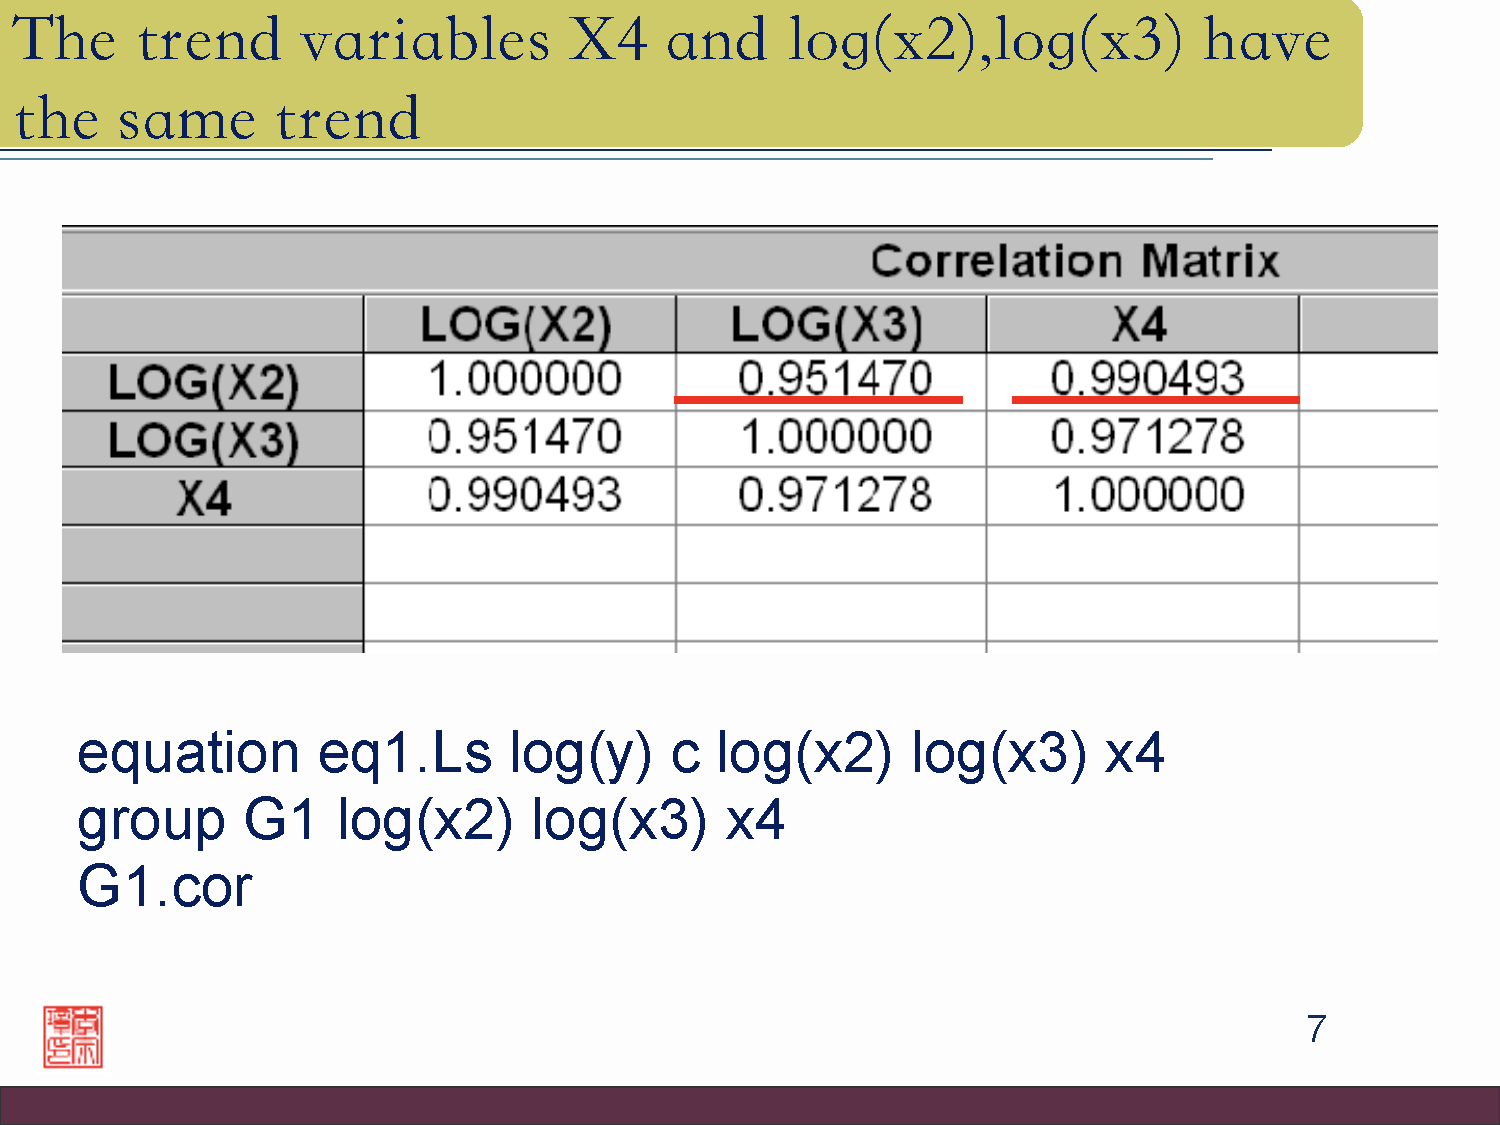 The trend variables X4 and log(x2),log(x3) have
the same trend
Correlation Matrix
LOG(X2) LOG(X3) X4
LOG(X2) 1.000000 0.951470 0.990493
LOG(X3) 0.951470 1.000000 0.971278
X4 0.990493 0.971278 1.000000
equation eq1.Ls log(y) c log(x2) log(x3) x4
group G1 log(x2) log(x3) x4
G1.cor
7